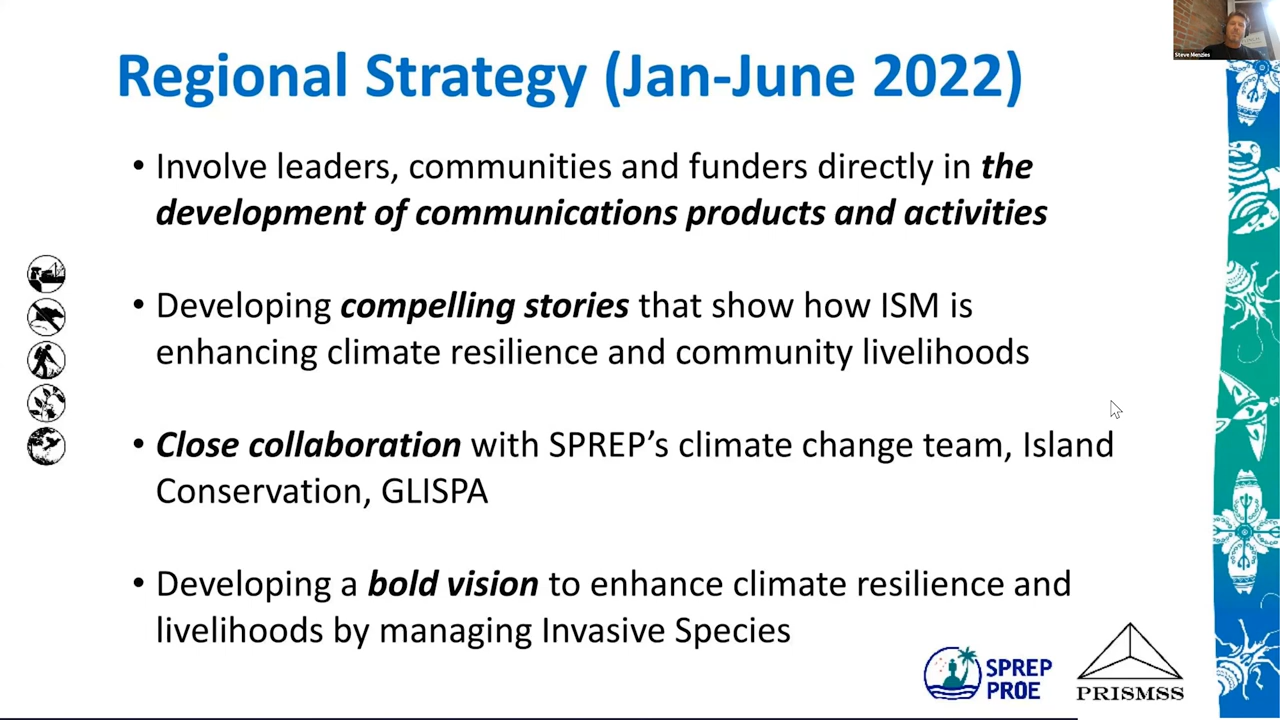 Steve Menzies
Regional Strategy (Jan-June 2022)
• Involve leaders, communities and funders directly in the
development of communications products and activities
• Developing compelling stories that show how ISM is
enhancing climate resilience and community livelihoods
• Close collaboration with SPREP’s climate change team, Island
Conservation, GLISPA
• Developing a bold vision to enhance climate resilience and
livelihoods by managing Invasive Species
SPREP
PROE
PRISMSS